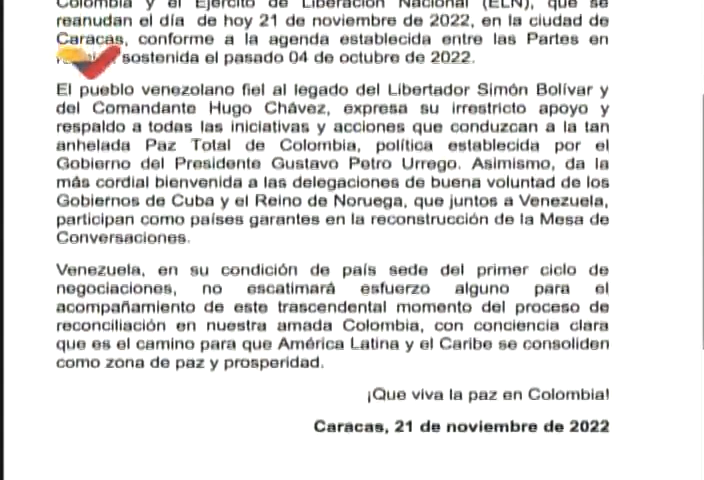 Colombia y el Ejército de Liberación Nacional (ELN), que se
reanudan el día de hoy 21 de noviembre de 2022, en la ciudad de
Caracas, conforme a la agenda establecida entre las Partes en
sostenida el pasado 04 de octubre de 2022.
El pueblo venezolano fiel al legado del Libertador Simón Bolívar y
del Comandante Hugo Chávez, expresa su irrestricto apoyo y
respaldo a todas las iniciativas y acciones que conduzcan a la tan
anhelada Paz Total de Colombia, política establecida por el
Gobierno del Presidente Gustavo Petro Urrego. Asimismo, da la
más cordial bienvenida a las delegaciones de buena voluntad de los
Gobiernos de Cuba y el Reino de Noruega, que juntos a Venezuela,
participan como países garantes en la reconstrucción de la Mesa de
Conversaciones.
Venezuela, en su condición de país sede del primer ciclo de
negociaciones, no escatimará esfuerzo alguno para el
acompañamiento de este trascendental momento del proceso de
reconciliación en nuestra amada Colombia, con conciencia clara
que es el camino para que América Latina y el Caribe se consoliden
como zona de paz y prosperidad.
¡Que viva la paz en Colombia!
Caracas, 21 de noviembre de 2022